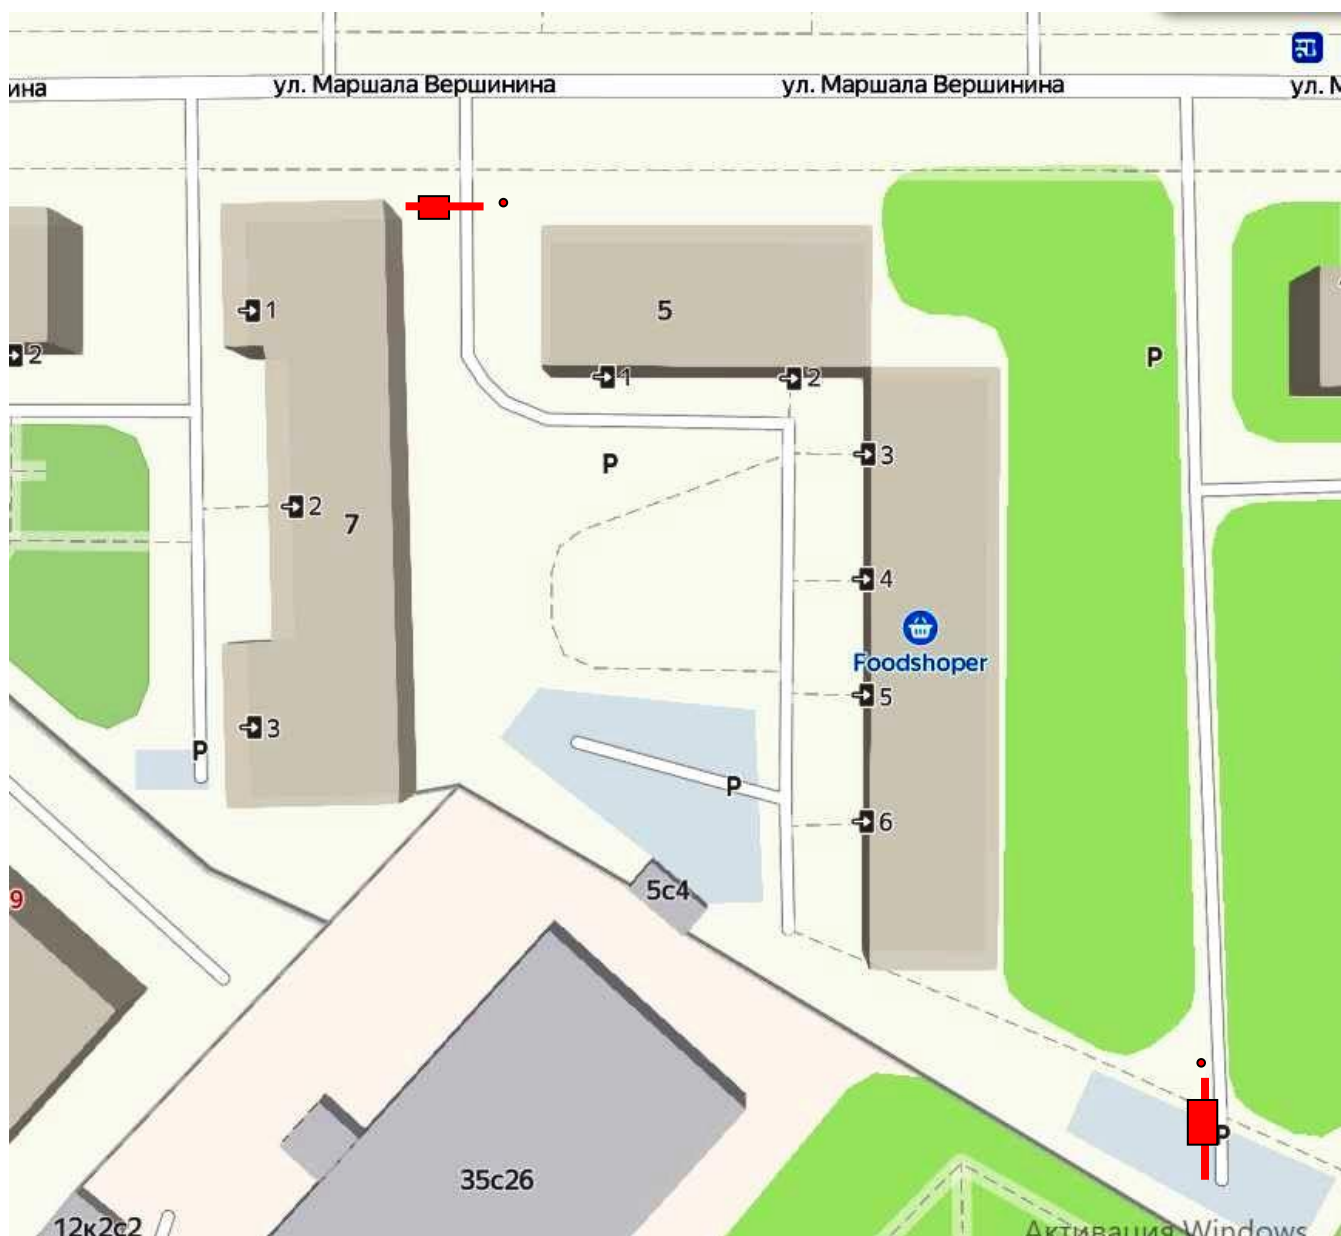 ина
ул. Маршала Вершинина
ул. Маршала Вершинина
ул. М
1
2
5
1
2
P
P
3
2
7
4
Foodshoper
5
3
P
P
6
5с4
9
P
35с26
12к2с2
Активация Windows